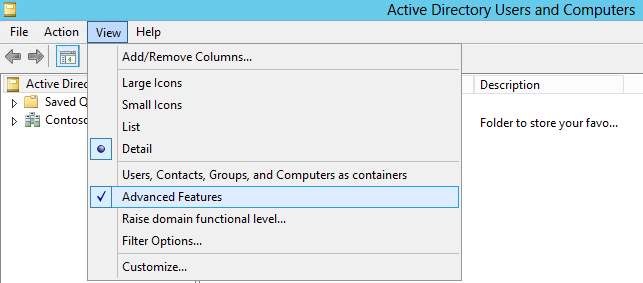 Active Directory Users and Computers
File Action View Help
Add/Remove Columns...
Large Icons
Small Icons
List
Detail
Users, Contacts, Groups, and Computers as containers
Advanced Features
Raise domain functional level...
Filter Options...
Customize...
Active Direc
Saved Q
Contoso
Description
Folder to store your favo...